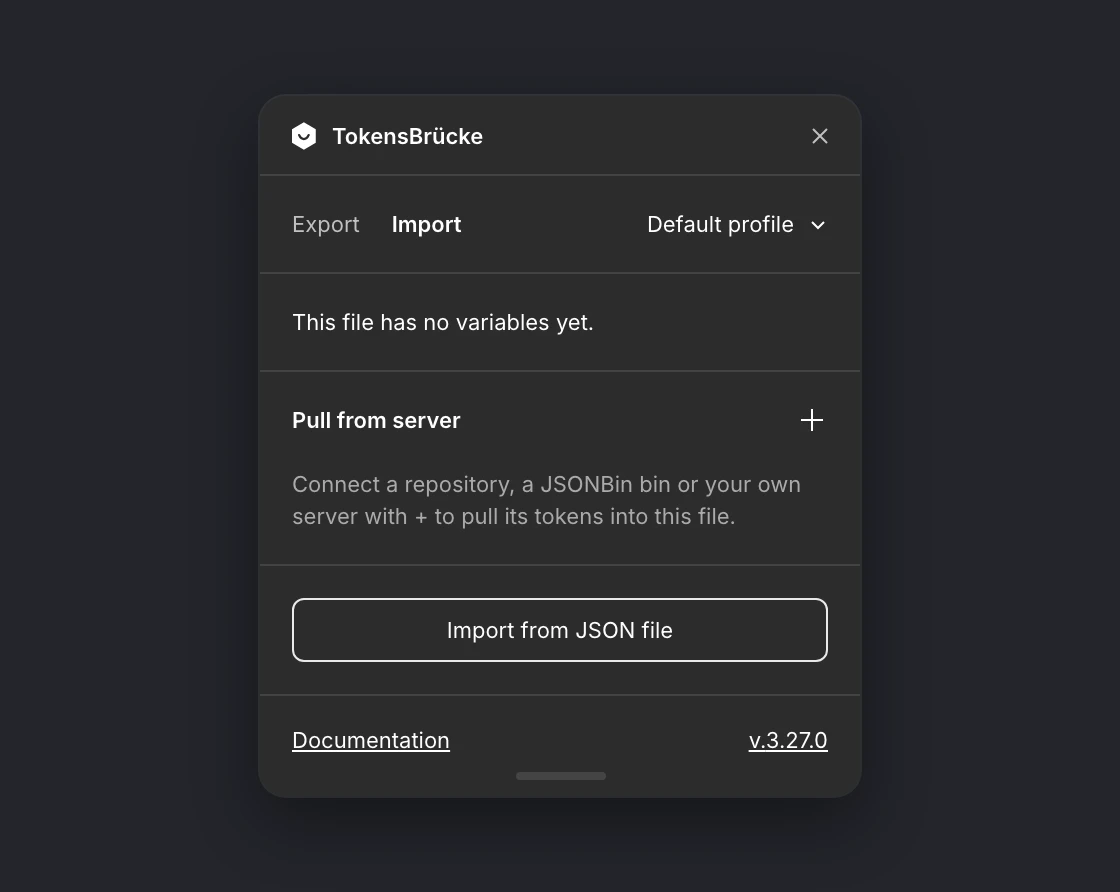 TokensBrücke
Export Import Default profile
This file has no variables yet.
Pull from server
Connect a repository, a JSONBin bin or your own
server with + to pull its tokens into this file.
Import from JSON file
Documentation v.3.27.0